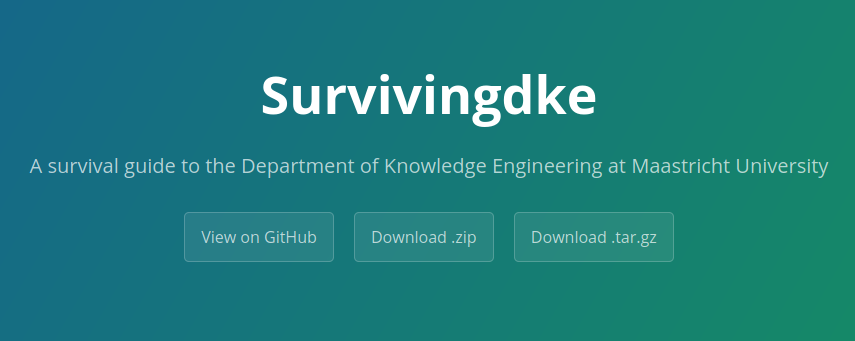 Survivingdke
A survival guide to the Department of Knowledge Engineering at Maastricht University
View on GitHub
Download .zip
Download .tar.gz